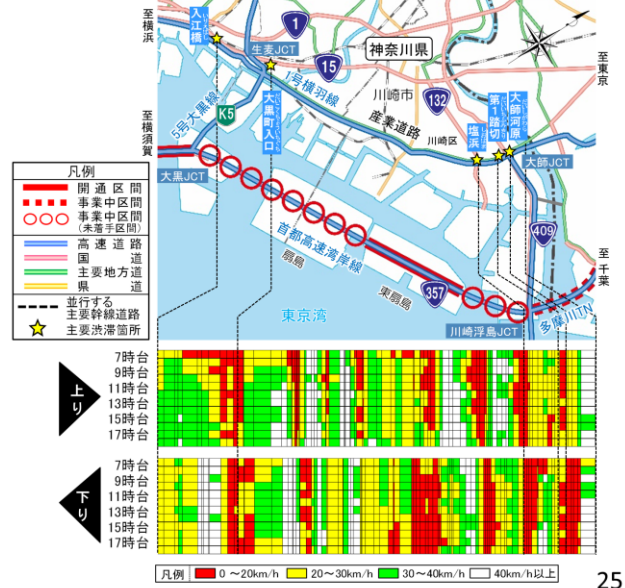 至横浜
入江橋
いりえばし
1
生麦JCT
神奈川県
15
1号横羽線
至東京
5号大黒線
K5
大黒町入口
川崎市
132
産業道路
川崎区
塩浜
しおはま
第1踏切
大師河原
大師JCT
至横須賀
大黒JCT
409
首都高速湾岸線
扇島
東扇島
357
至千葉
東京湾
川崎浮島JCT
多摩川TN
凡例
開通区間
事業中区間
事業中区間
(未着手区間)
高速道路
国道
主要地方道
県道
並行する
主要幹線道路
主要渋滞箇所
上り
7時台
9時台
11時台
13時台
15時台
17時台
下り
7時台
9時台
11時台
13時台
15時台
17時台
凡例 0~20km/h 20~30km/h 30~40km/h 40km/h以上
25